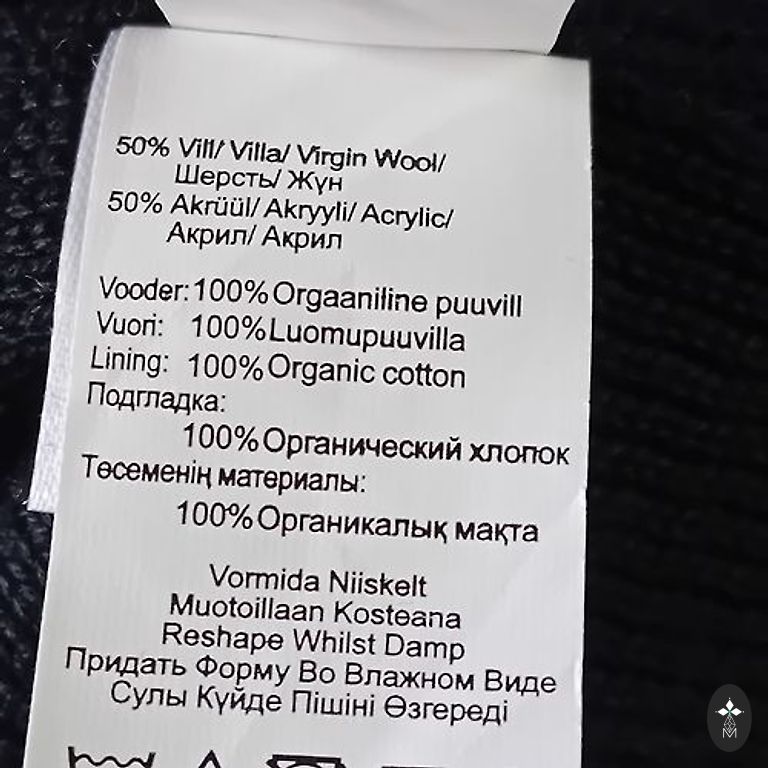 50% Vill/ Villa/ Virgin Wool/
Шерсть/ Жүн
50% Akrüül/ Akryyli/ Acrylic/
Акрил/ Акрил
Vooder: 100% Orgaaniline puuvill
Vuori: 100% Luomupuuvilla
Lining: 100% Organic cotton
Подгладка:
100% Органический хлопок
Төсеменің материалы:
100% Органикалық мақта
Vormida Niiskelt
Muotoillaan Kosteana
Reshape Whilst Damp
Придать Форму Во Влажном Виде
Сулы Күйде Пішіні Өзгереді
M